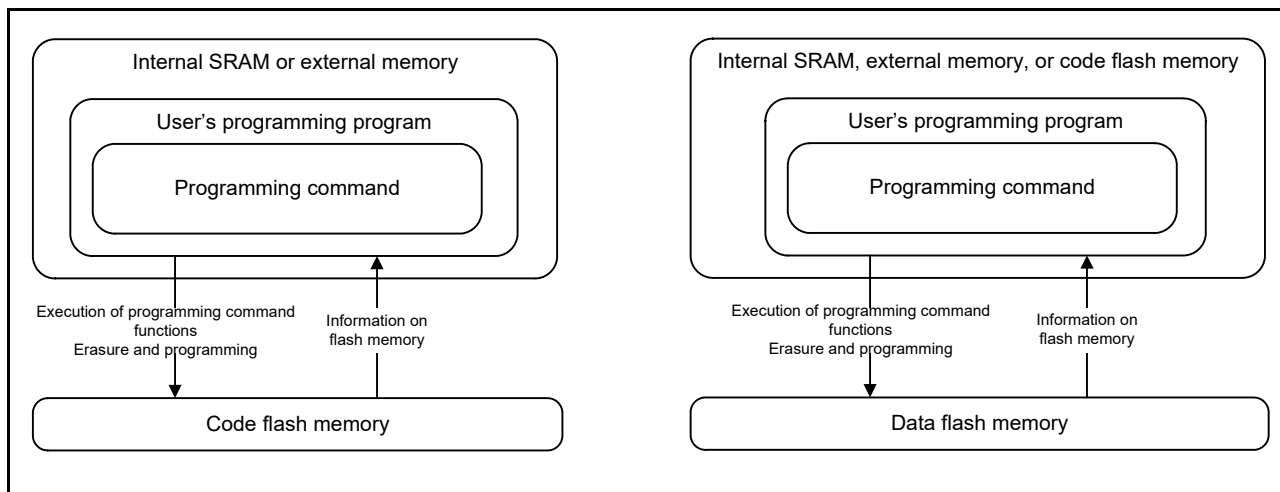 Internal SRAM or external memory
User's programming program
Programming command
Execution of programming command
functions
Erasure and programming
Information on
flash memory
Code flash memory
Internal SRAM, external memory, or code flash memory
User's programming program
Programming command
Execution of programming command
functions
Erasure and programming
Information on
flash memory
Data flash memory